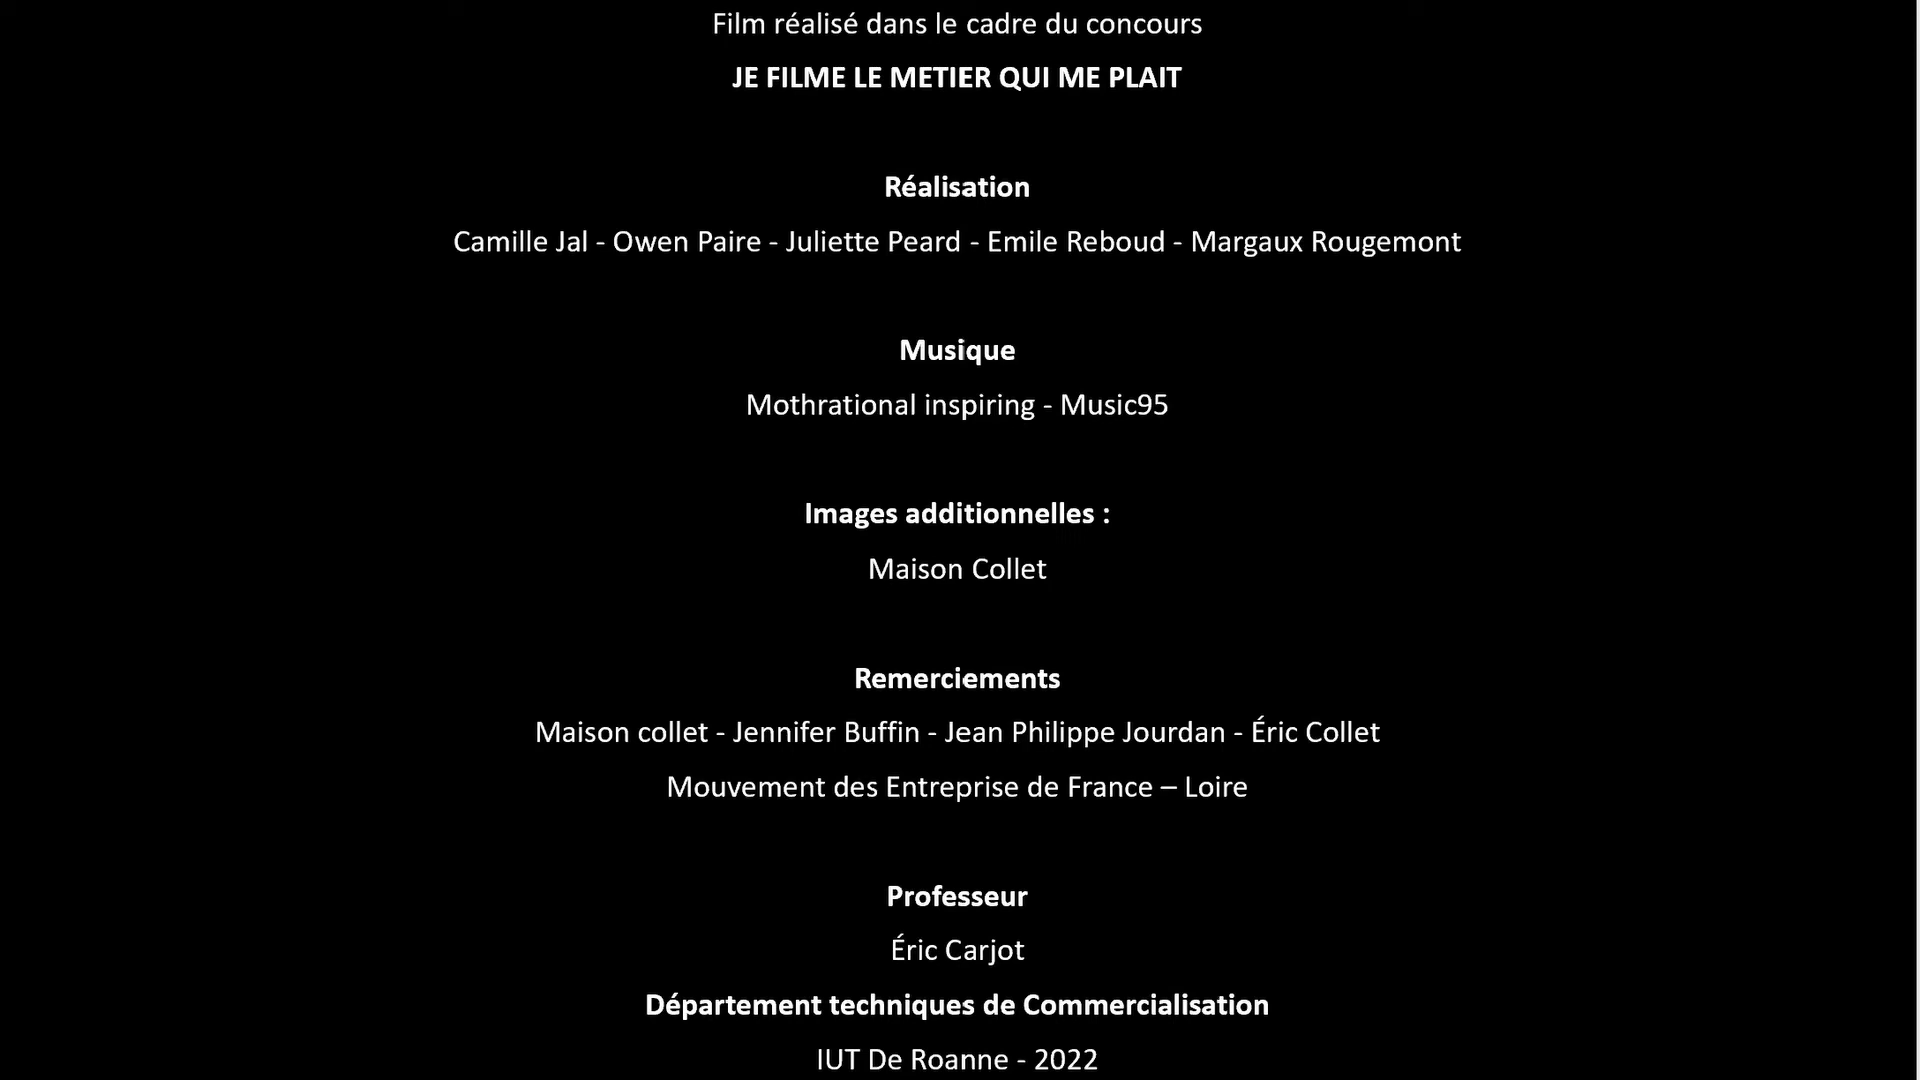 Film réalisé dans le cadre du concours
JE FILME LE METIER QUI ME PLAIT
Réalisation
Camille Jal - Owen Paire - Juliette Peard - Emile Reboud - Margaux Rougemont
Musique
Mothrational inspiring - Music95
Images additionnelles :
Maison Collet
Remerciements
Maison collet - Jennifer Buffin - Jean Philippe Jourdan - Éric Collet
Mouvement des Entreprise de France – Loire
Professeur
Éric Carjot
Département techniques de Commercialisation
IUT De Roanne - 2022